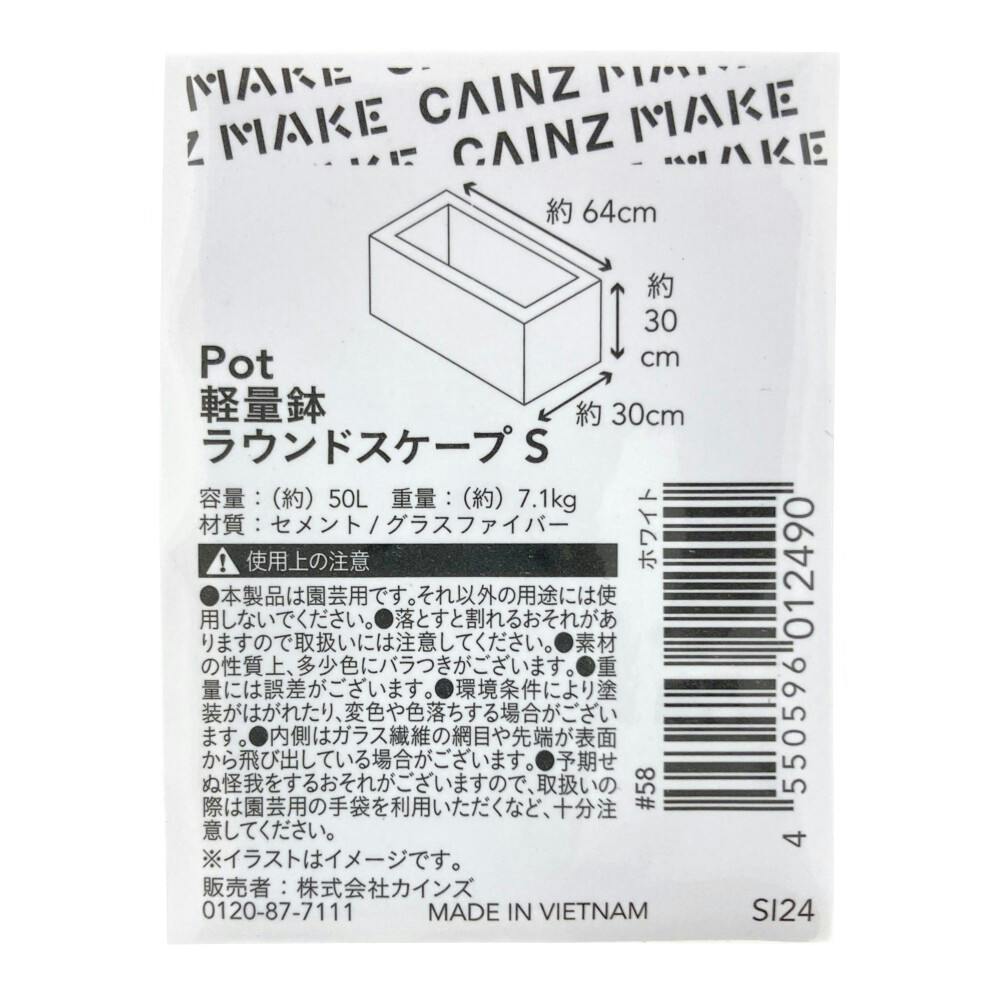 MAKE C
CAINZ MAKE
Z MAKE
CAINZ MAKE
MAKE
MAKE
約 64cm
約
30
cm
約 30cm
Pot
軽量鉢
ラウンドスケープ S
容量：（約）50L 重量：（約）7.1kg
材質：セメント / グラスファイバー
使用上の注意
●本製品は園芸用です。それ以外の用途には使
用しないでください。●落とすと割れるおそれがあ
りますので取扱いには注意してください。●素材
の性質上、多少色にバラつきがございます。●重
量には誤差がございます。●環境条件により塗
装がはがれたり、変色や色落ちする場合がござい
ます。●内側はガラス繊維の網目や先端が表面
から飛び出している場合がございます。●予期せ
ぬ怪我をするおそれがございますので、取扱いの
際は園芸用の手袋を利用いただくなど、十分注
意してください。
※イラストはイメージです。
販売者：株式会社カインズ
0120-87-7111 MADE IN VIETNAM SI24
ホワイト
#58
4 550596 012490